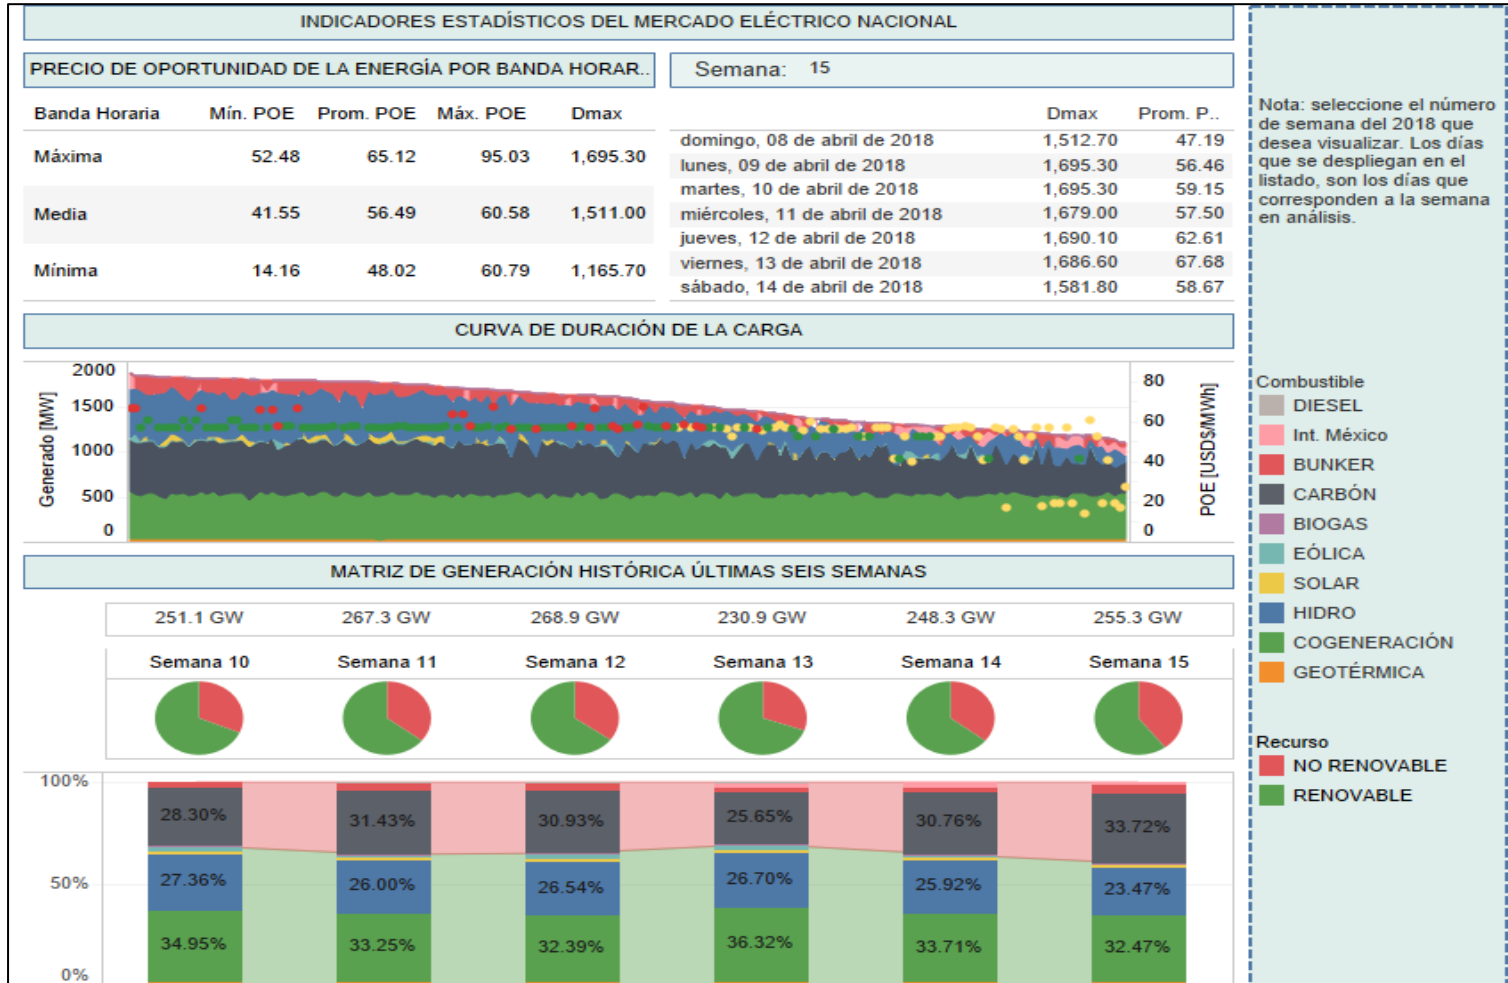 INDICADORES ESTADÍSTICOS DEL MERCADO ELÉCTRICO NACIONAL
PRECIO DE OPORTUNIDAD DE LA ENERGÍA POR BANDA HORAR..
Banda Horaria Mín. POE Prom. POE Máx. POE Dmax
Máxima 52.48 65.12 95.03 1,695.30
Media 41.55 56.49 60.58 1,511.00
Mínima 14.16 48.02 60.79 1,165.70
Semana: 15
Dmax Prom. P..
domingo, 08 de abril de 2018 1,512.70 47.19
lunes, 09 de abril de 2018 1,695.30 56.46
martes, 10 de abril de 2018 1,695.30 59.15
miércoles, 11 de abril de 2018 1,679.00 57.50
jueves, 12 de abril de 2018 1,690.10 62.61
viernes, 13 de abril de 2018 1,686.60 67.68
sábado, 14 de abril de 2018 1,581.80 58.67
CURVA DE DURACIÓN DE LA CARGA
Generado [MW]
2000
1500
1000
500
0
80
60
40
20
0
POE [USD$/MWh]
MATRIZ DE GENERACIÓN HISTÓRICA ÚLTIMAS SEIS SEMANAS
251.1 GW 267.3 GW 268.9 GW 230.9 GW 248.3 GW 255.3 GW
Semana 10 Semana 11 Semana 12 Semana 13 Semana 14 Semana 15
100%
28.30% 31.43% 30.93% 25.65% 30.76% 33.72%
50%
27.36% 26.00% 26.54% 26.70% 25.92% 23.47%
34.95% 33.25% 32.39% 36.32% 33.71% 32.47%
0%
Nota: seleccione el número
de semana del 2018 que
desea visualizar. Los días
que se despliegan en el
listado, son los días que
corresponden a la semana
en análisis.
Combustible
DIESEL
Int. México
BUNKER
CARBÓN
BIOGAS
EÓLICA
SOLAR
HIDRO
COGENERACIÓN
GEOTÉRMICA
Recurso
NO RENOVABLE
RENOVABLE